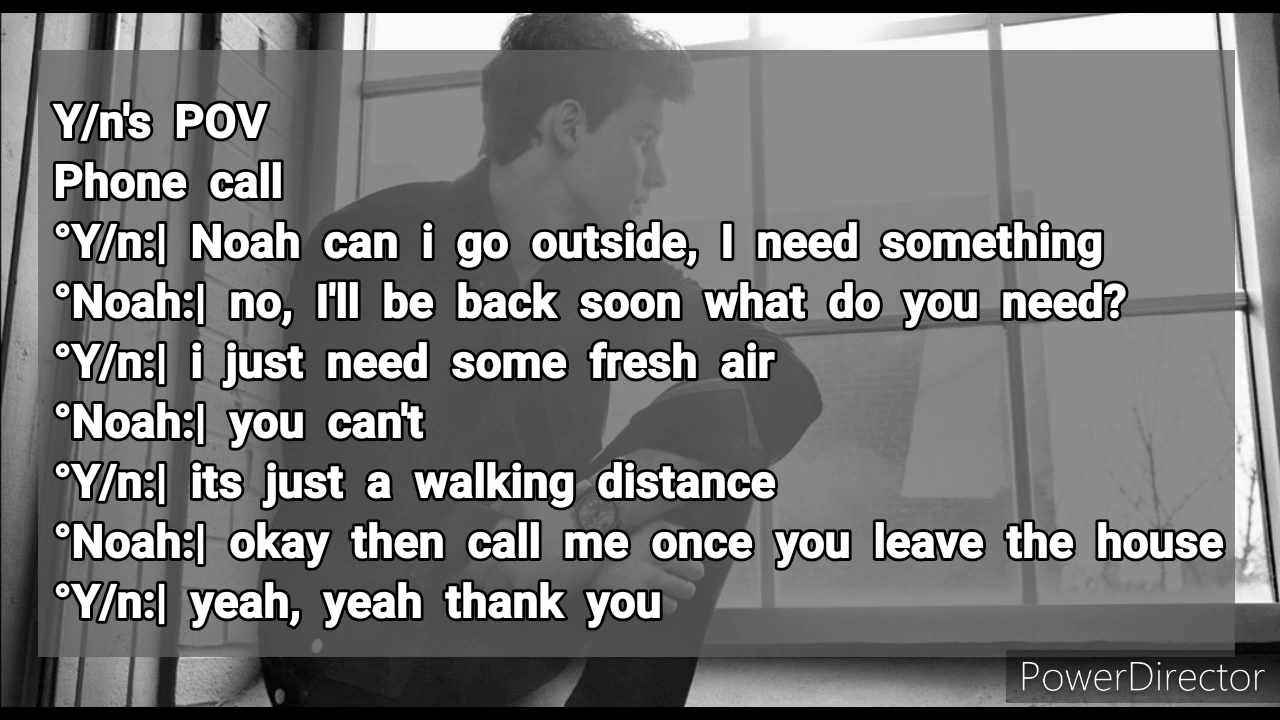 Y/n's POV
Phone call
°Y/n:| Noah can i go outside, I need something
°Noah:| no, I'll be back soon what do you need?
°Y/n:| i just need some fresh air
°Noah:| you can't
°Y/n:| its just a walking distance
°Noah:| okay then call me once you leave the house
°Y/n:| yeah, yeah thank you
PowerDirector